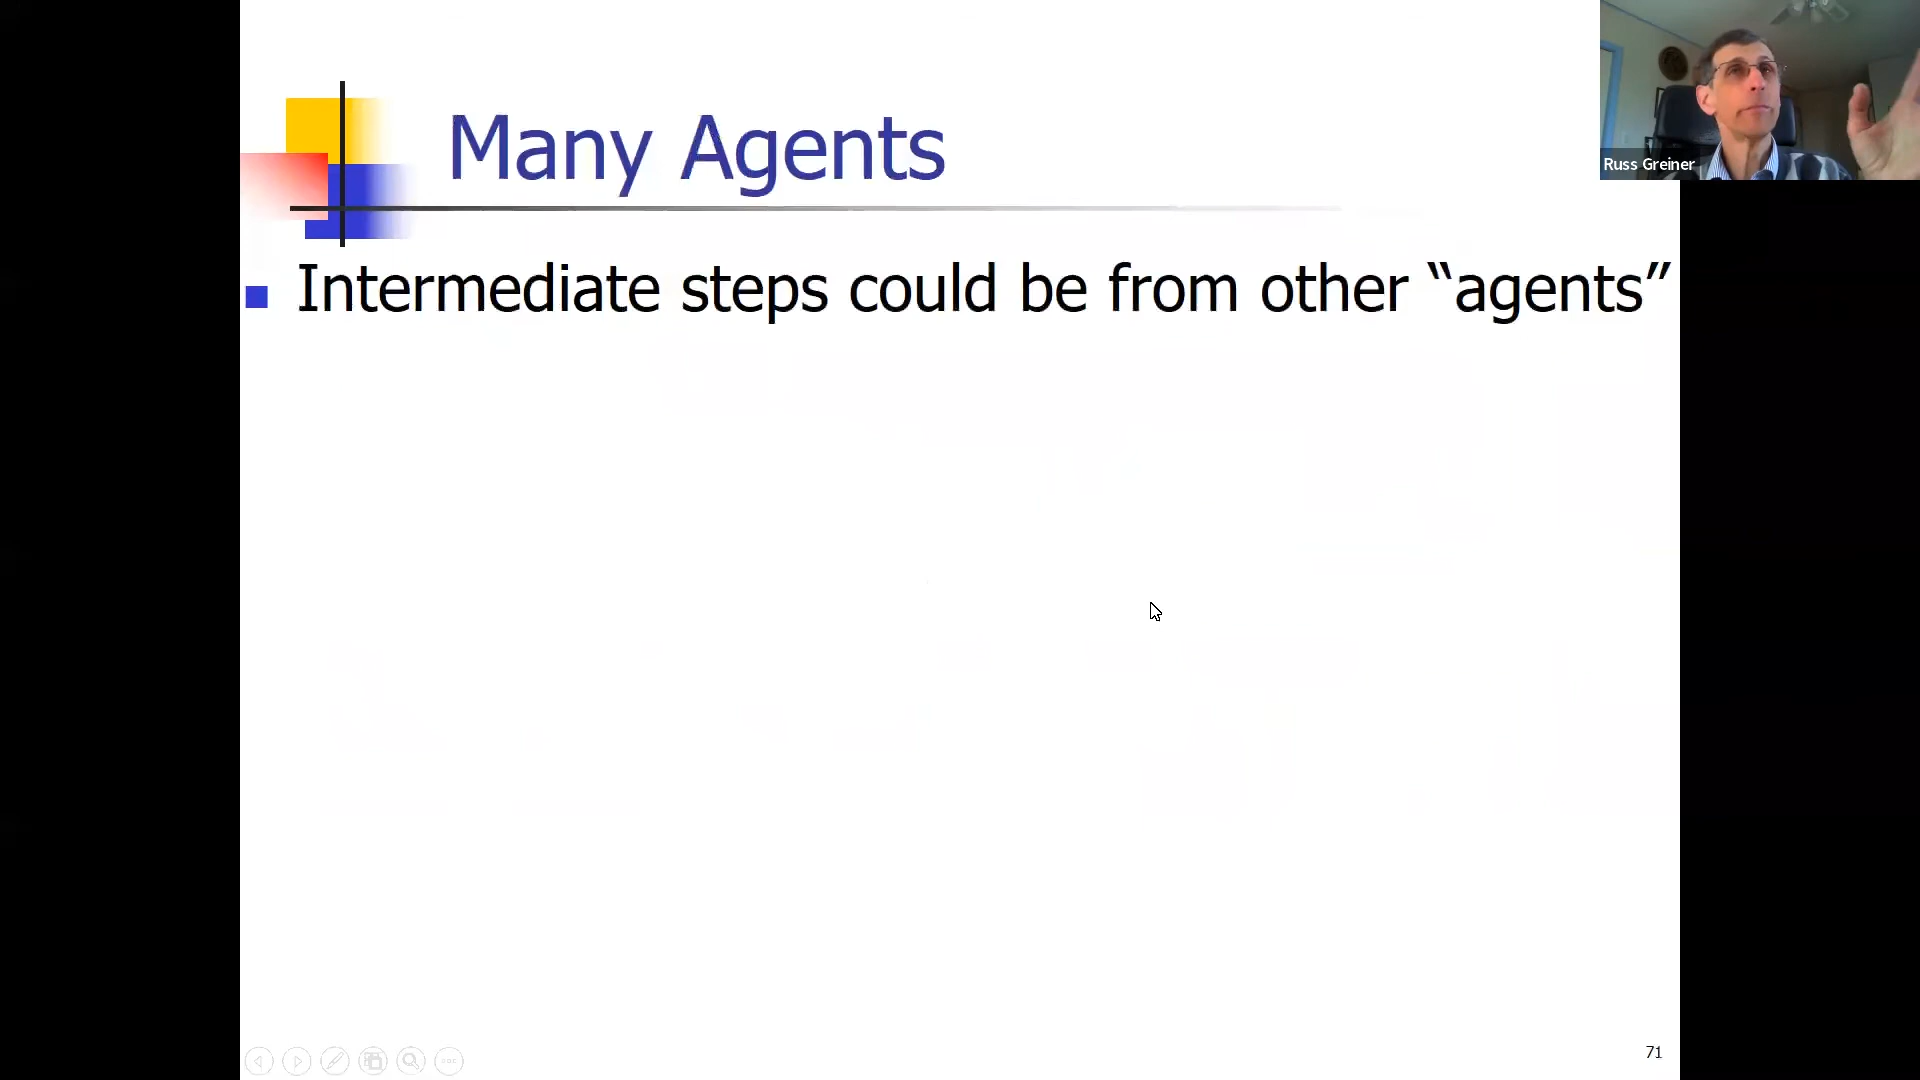 Many Agents
Russ Greiner
Intermediate steps could be from other “agents”
71